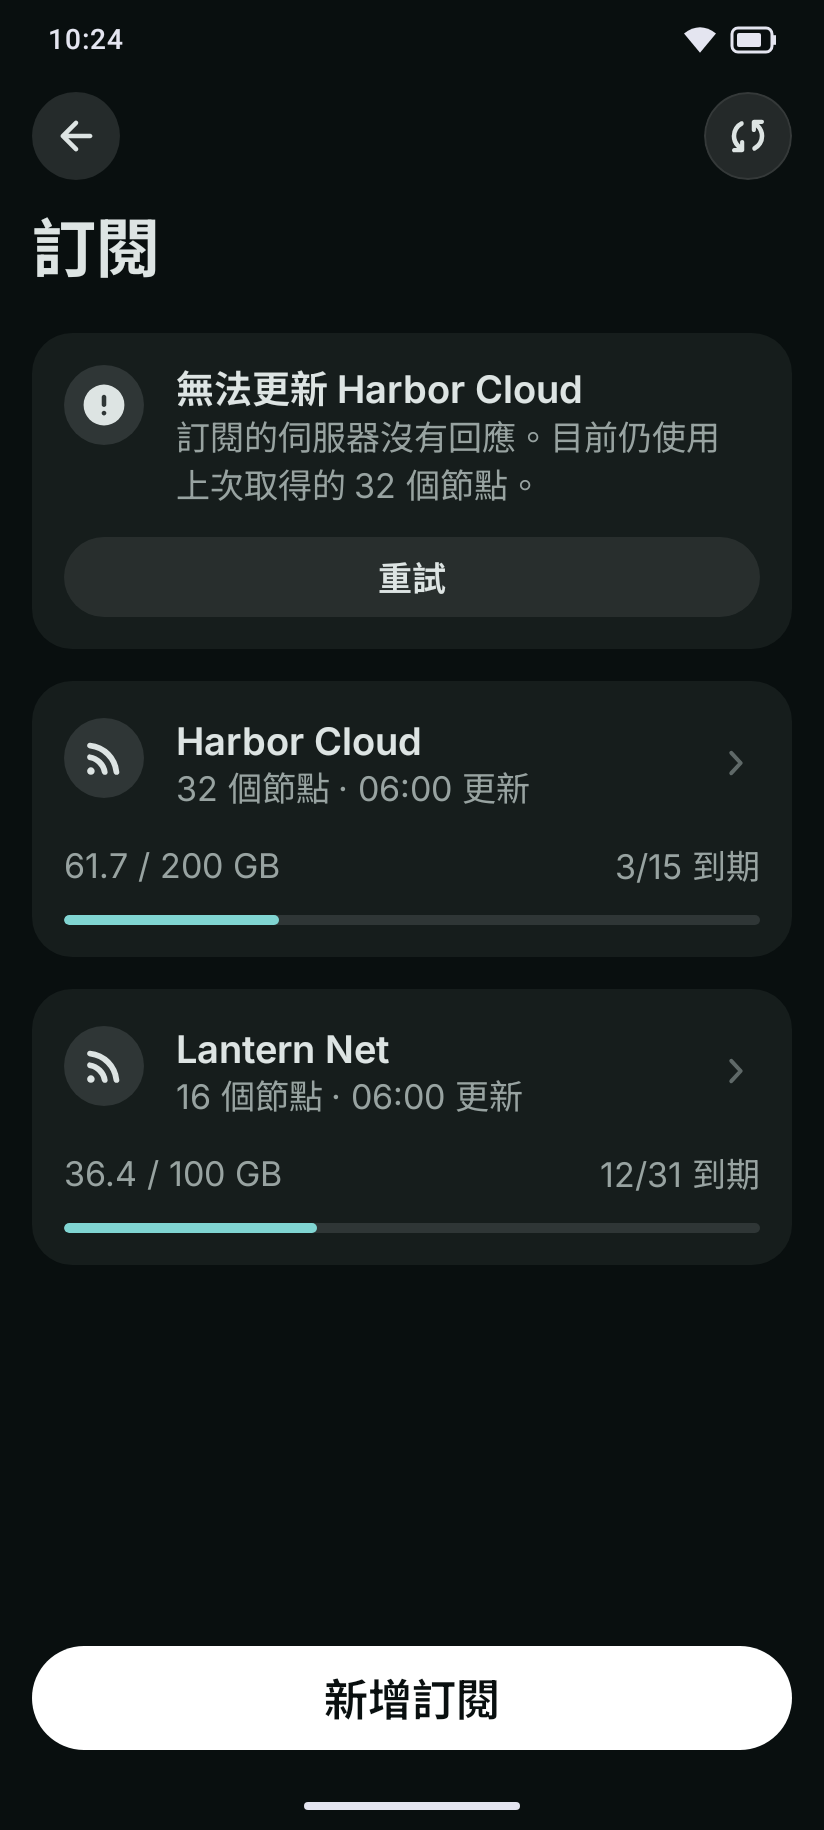 10:24
訂閱
無法更新 Harbor Cloud
訂閱的伺服器沒有回應。目前仍使用
上次取得的 32 個節點。
重試
Harbor Cloud
32 個節點 · 06:00 更新
61.7 / 200 GB
3/15 到期
Lantern Net
16 個節點 · 06:00 更新
36.4 / 100 GB
12/31 到期
新增訂閱